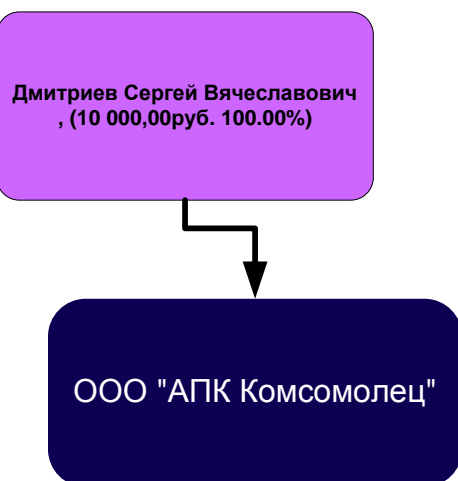 Дмитриев Сергей Вячеславович
, (10 000,00руб. 100.00%)
ООО "АПК Комсомолец"